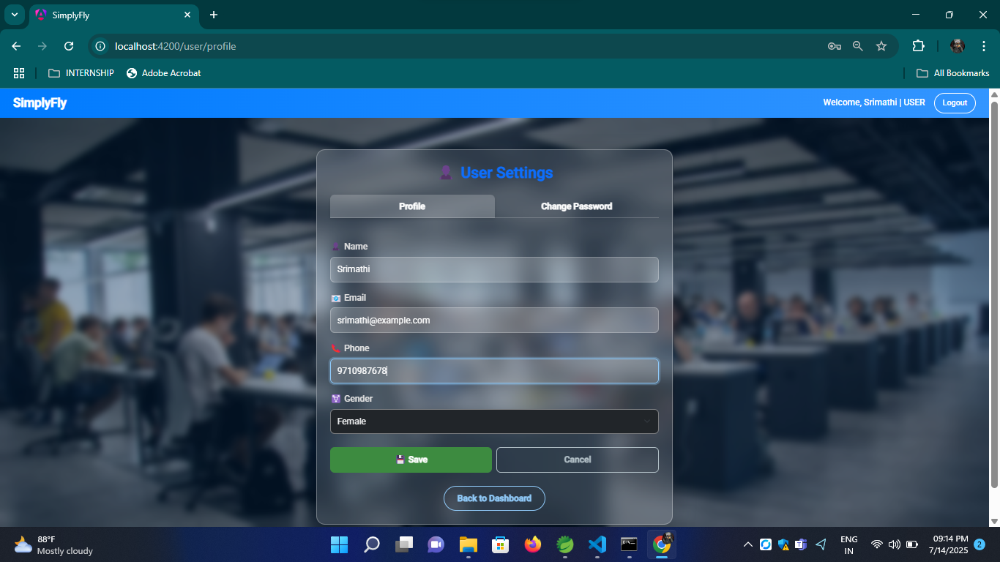 SimplyFly
localhost:4200/user/profile
INTERNSHIP
Adobe Acrobat
All Bookmarks
SimplyFly
Welcome, Srimathi | USER
Logout
User Settings
Profile
Change Password
Name
Srimathi
Email
srimathi@example.com
Phone
9710987678
Gender
Female
Save
Cancel
Back to Dashboard
88°F
Mostly cloudy
ENG
IN
09:14 PM
7/14/2025
2